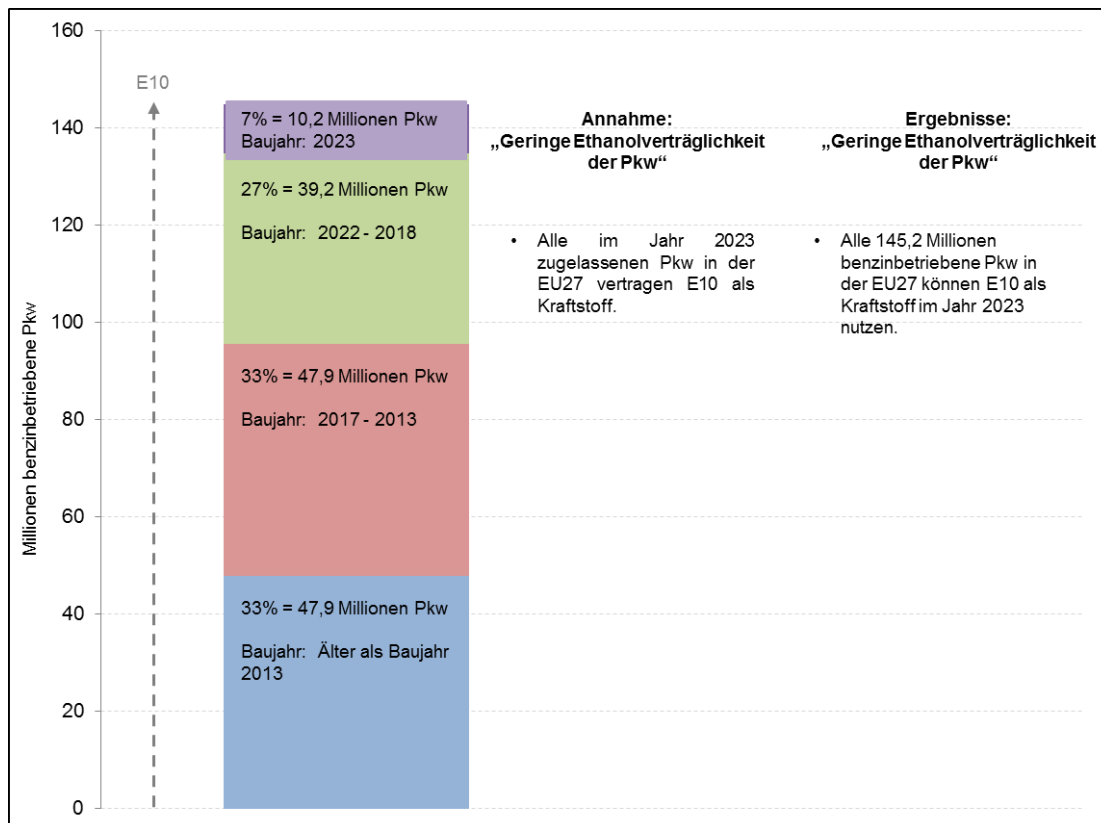 160
140
120
100
80
60
40
20
0
Millionen benzinbetriebene Pkw
E10
7% = 10,2 Millionen Pkw
Baujahr: 2023
27% = 39,2 Millionen Pkw
Baujahr: 2022 - 2018
33% = 47,9 Millionen Pkw
Baujahr: 2017 - 2013
33% = 47,9 Millionen Pkw
Baujahr: Älter als Baujahr
2013
Annahme:
„Geringe Ethanolverträglichkeit
der Pkw“
• Alle im Jahr 2023
zugelassenen Pkw in der
EU27 vertragen E10 als
Kraftstoff.
Ergebnisse:
„Geringe Ethanolverträglichkeit
der Pkw“
• Alle 145,2 Millionen
benzinbetriebene Pkw in
der EU27 können E10 als
Kraftstoff im Jahr 2023
nutzen.